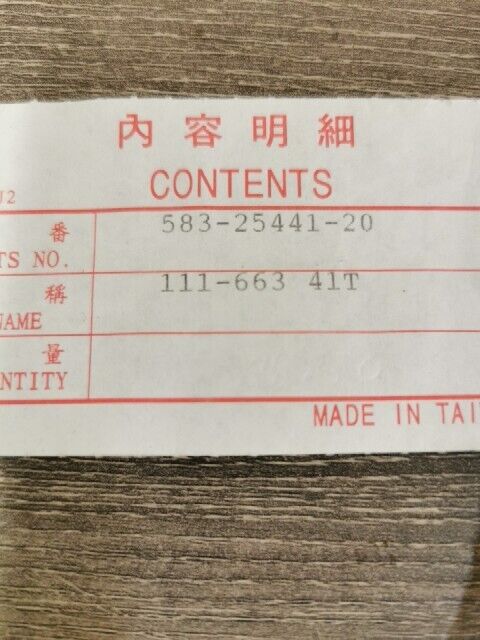 內容明細
CONTENTS
J2
番 583-25441-20
TS NO.
稱 111-663 41T
NAME
量
NTITY
MADE IN TAI